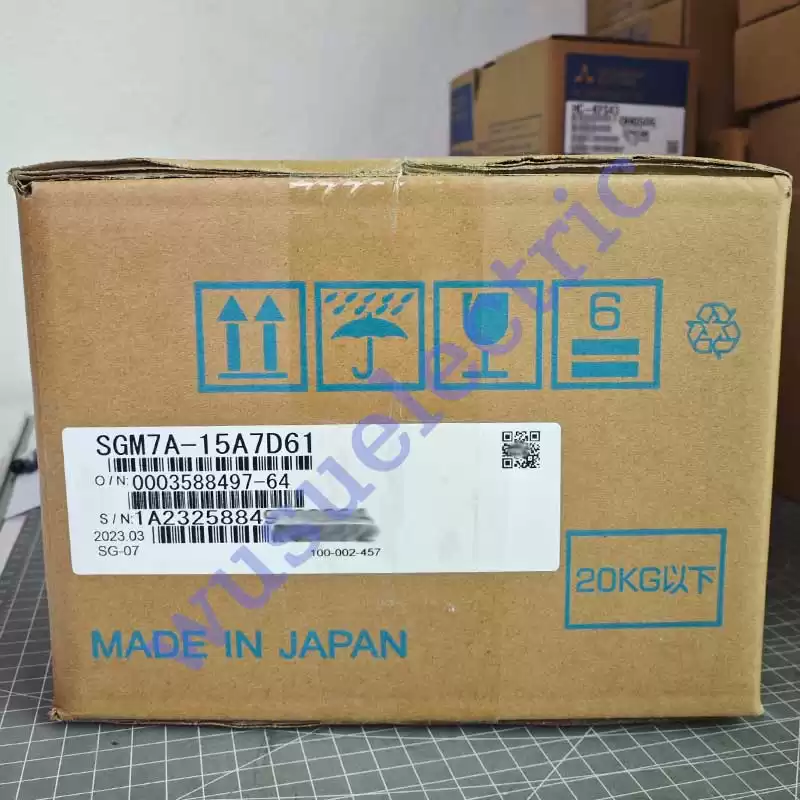 6
SGM7A-15A7D61
O/N:0003588497-64
S/N:1A23258849
2023.03
SG-07
100-002-457
20KG以下
MADE IN JAPAN
wusuelectric